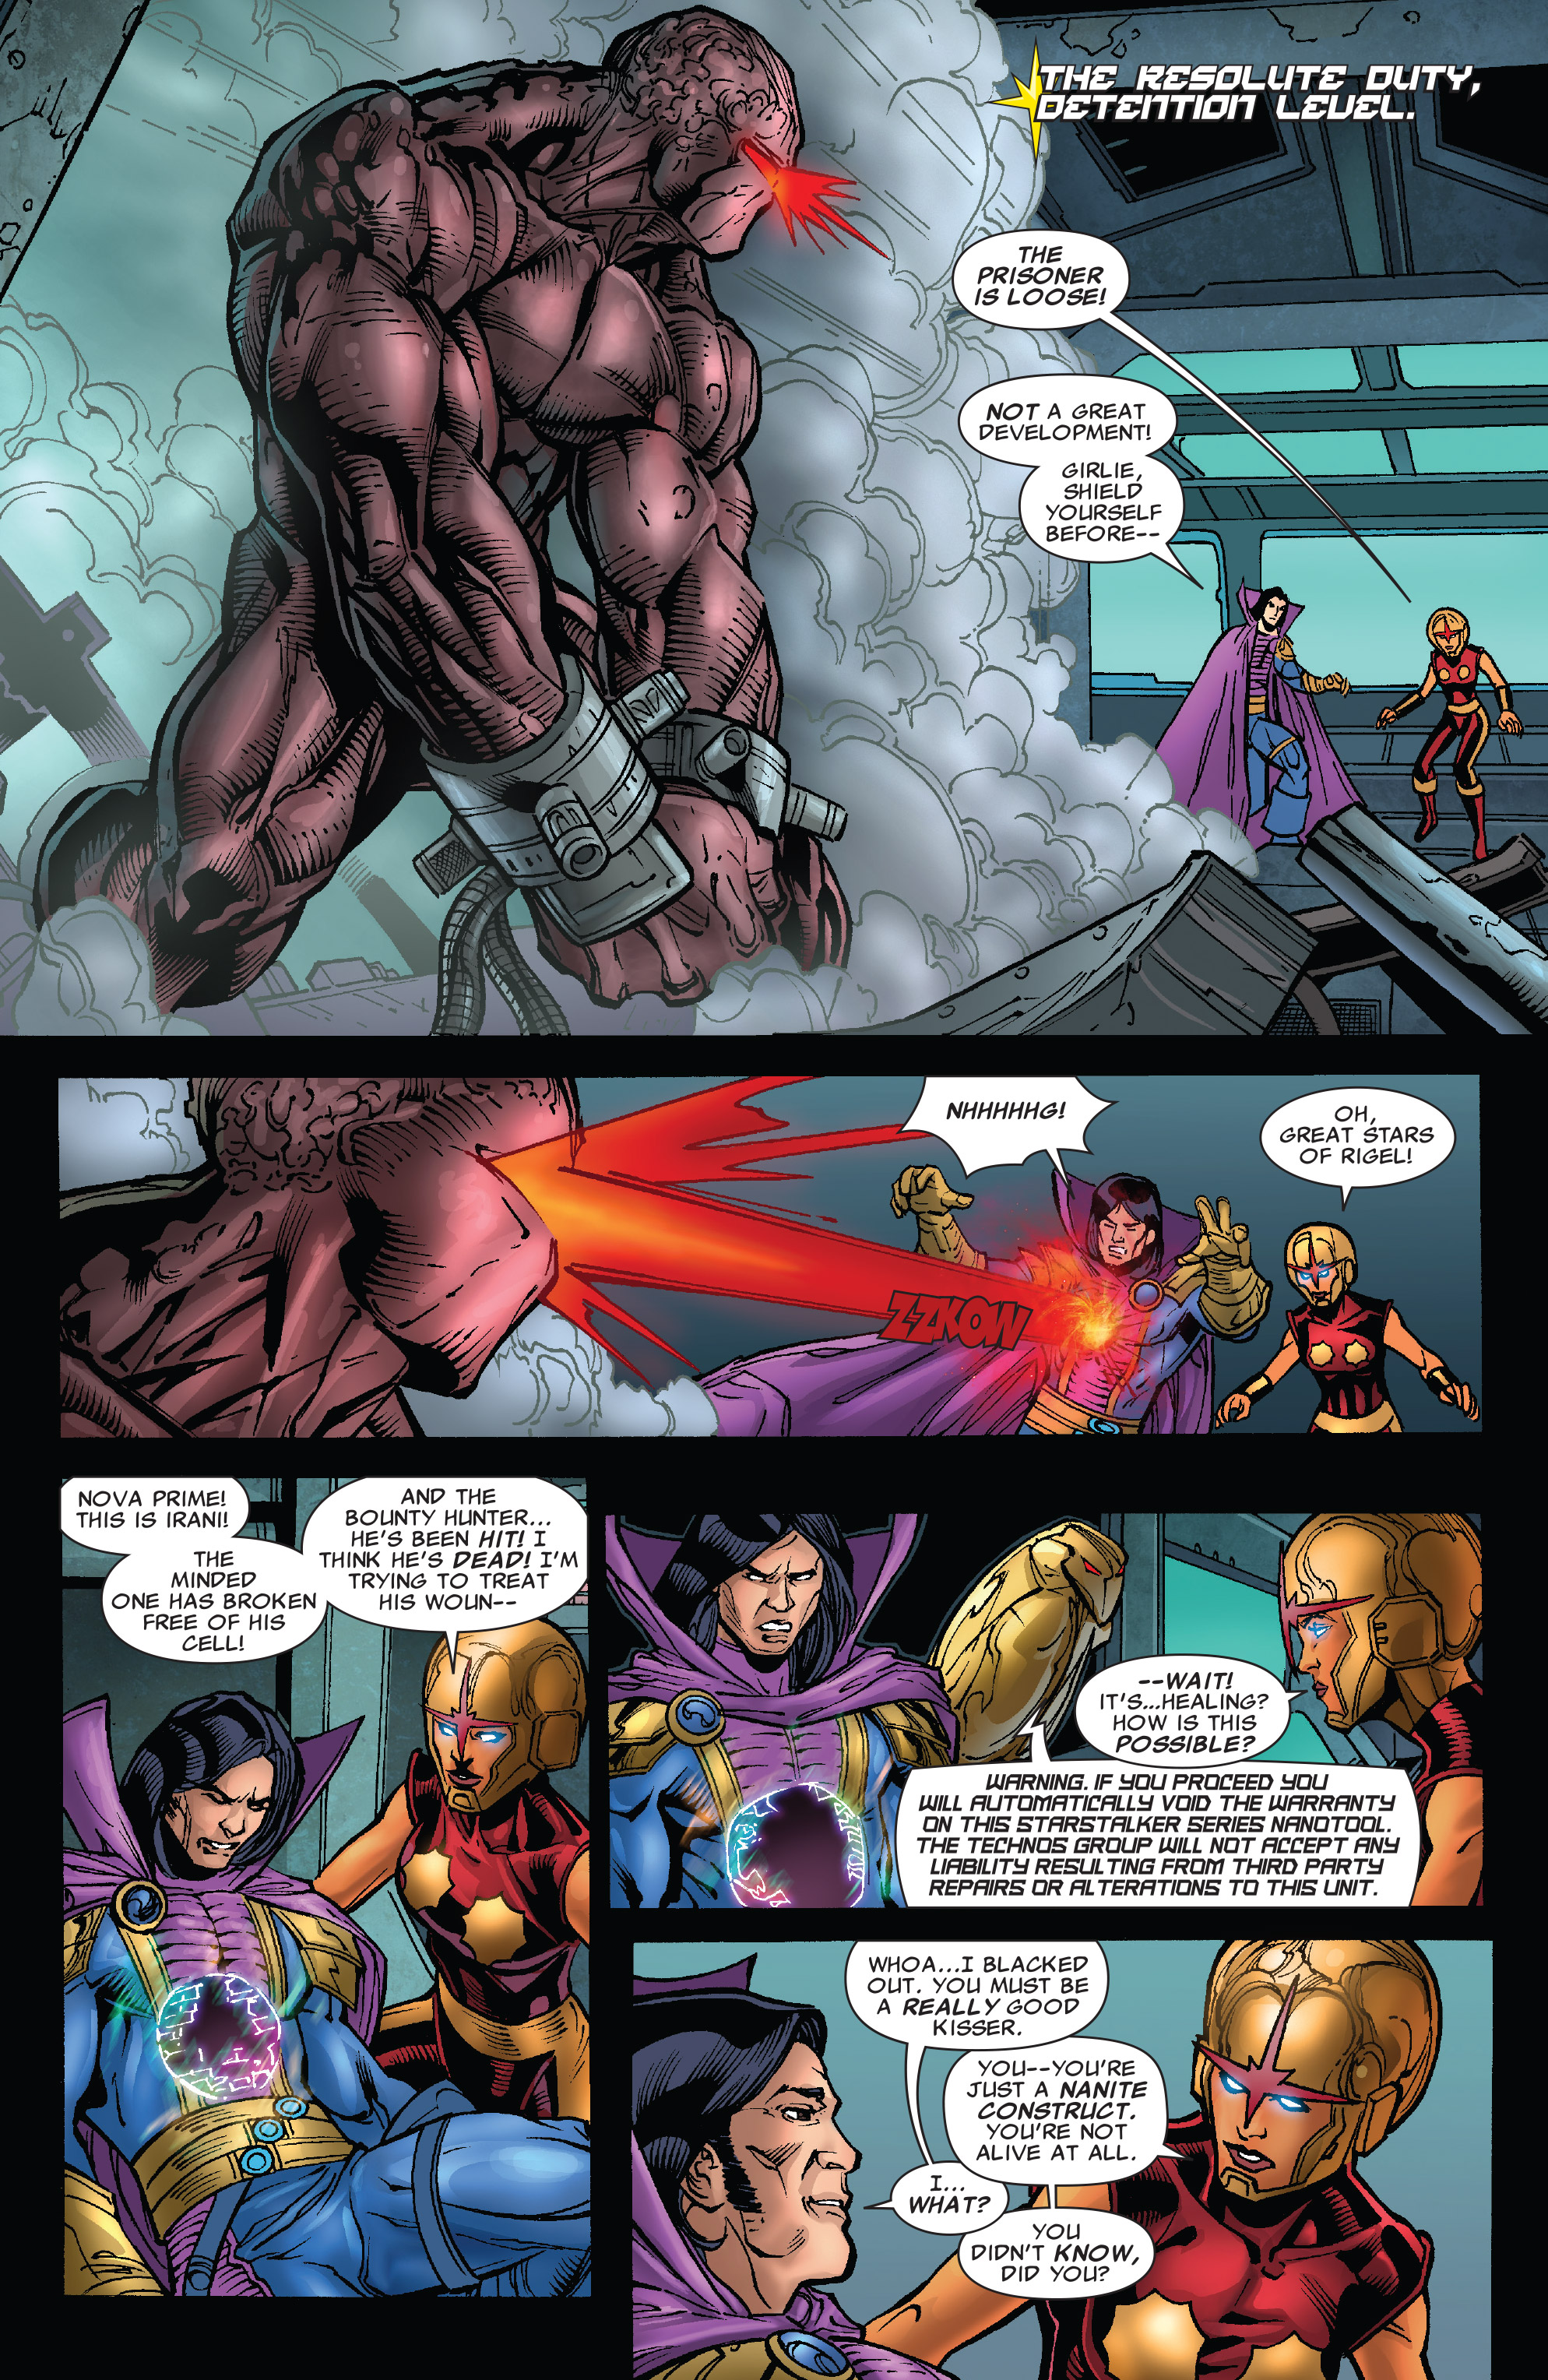 THE RESOLUTE DUTY,
DETENTION LEVEL.
THE
PRISONER
IS LOOSE!
NOT A GREAT
DEVELOPMENT!
GIRLIE,
SHIELD
YOURSELF
BEFORE--
NHHHHHG!
OH,
GREAT STARS
OF RIGEL!
Z-ZKOW
NOVA PRIME!
THIS IS IRANI!
THE
MINDED
ONE HAS BROKEN
FREE OF HIS
CELL!
AND THE
BOUNTY HUNTER...
HE'S BEEN HIT! I
THINK HE'S DEAD! I'M
TRYING TO TREAT
HIS WOUN--
--WAIT!
IT'S...HEALING?
HOW IS THIS
POSSIBLE?
WARNING. IF YOU PROCEED YOU
WILL AUTOMATICALLY VOID THE WARRANTY
ON THIS STARSTALKER SERIES NANOTOOL.
THE TECHNOS GROUP WILL NOT ACCEPT ANY
LIABILITY RESULTING FROM THIRD PARTY
REPAIRS OR ALTERATIONS TO THIS UNIT.
WHOA...I BLACKED
OUT. YOU MUST BE
A REALLY GOOD
KISSER.
YOU--YOU'RE
JUST A NANITE
CONSTRUCT.
YOU'RE NOT
ALIVE AT ALL.
I...
WHAT?
YOU
DIDN'T KNOW,
DID YOU?